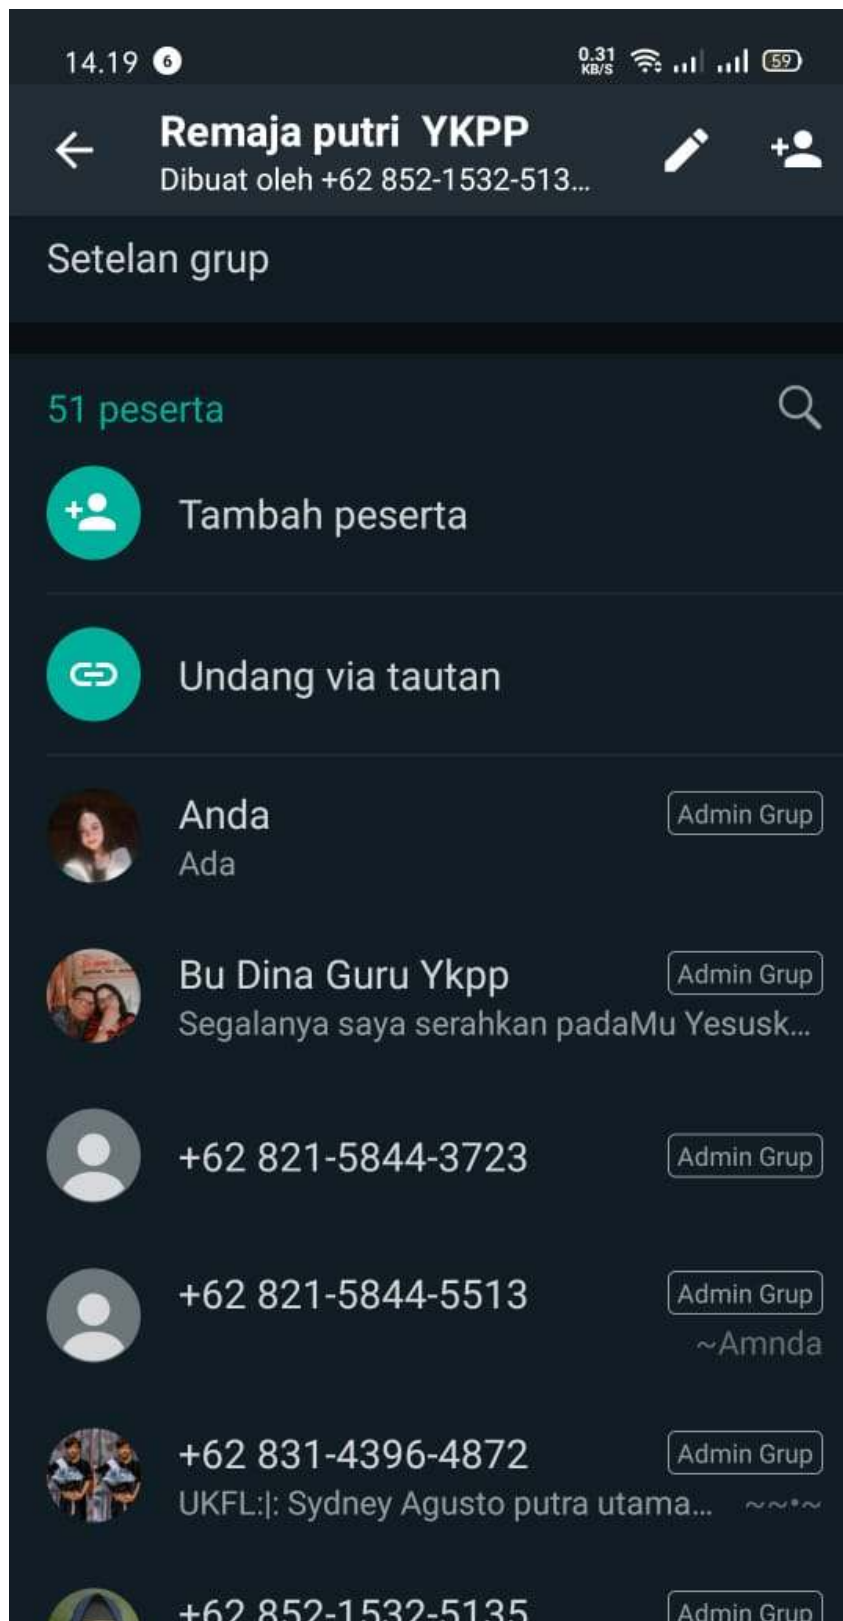 14.19 6 0.31 KB/S 59
Remaja putri YKPP
Dibuat oleh +62 852-1532-513...
Setelan grup
51 peserta
Tambah peserta
Undang via tautan
Anda Admin Grup
Ada
Bu Dina Guru Ykpp Admin Grup
Segalanya saya serahkan padaMu Yesusk...
+62 821-5844-3723 Admin Grup
+62 821-5844-5513 Admin Grup
~Amnda
+62 831-4396-4872 Admin Grup
UKFL:|: Sydney Agusto putra utama... ~~•~
+62 852-1532-5135 Admin Grup